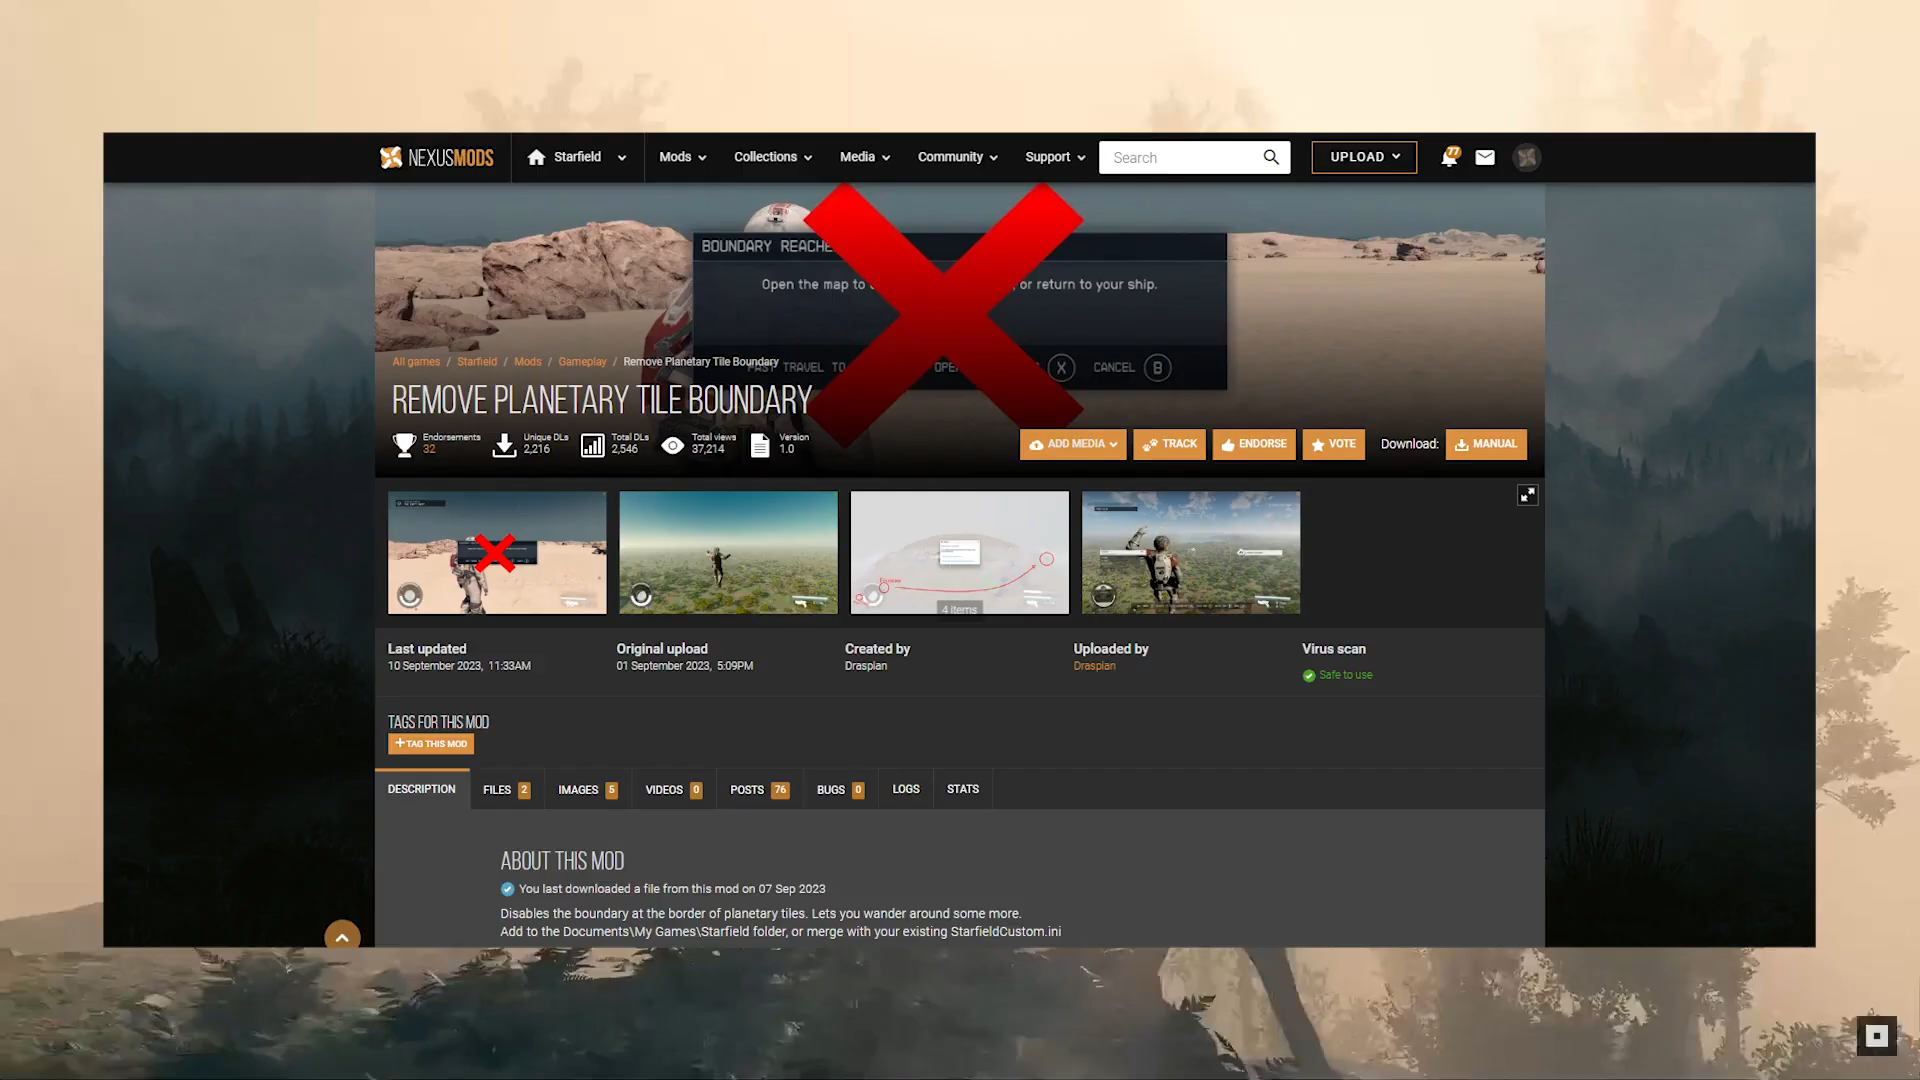 NEXUSMODS
Starfield
Mods
Collections
Media
Community
Support
Search
UPLOAD
77
BOUNDARY REACHE
Open the map to
or return to your ship.
All games / Starfield / Mods / Gameplay / Remove Planetary Tile Boundary
TRAVEL TO
X
CANCEL
B
REMOVE PLANETARY TILE BOUNDARY
Endorsements
32
Unique DLs
2,216
Total DLs
2,546
Total views
37,214
Version
1.0
ADD MEDIA
TRACK
ENDORSE
VOTE
Download:
MANUAL
4 items
Last updated
10 September 2023, 11:33AM
Original upload
01 September 2023, 5:09PM
Created by
Draspian
Uploaded by
Draspian
Virus scan
Safe to use
TAGS FOR THIS MOD
+TAG THIS MOD
DESCRIPTION
FILES 2
IMAGES 5
VIDEOS 0
POSTS 76
BUGS 0
LOGS
STATS
ABOUT THIS MOD
You last downloaded a file from this mod on 07 Sep 2023
Disables the boundary at the border of planetary tiles. Lets you wander around some more.
Add to the Documents\My Games\Starfield folder, or merge with your existing StarfieldCustom.ini